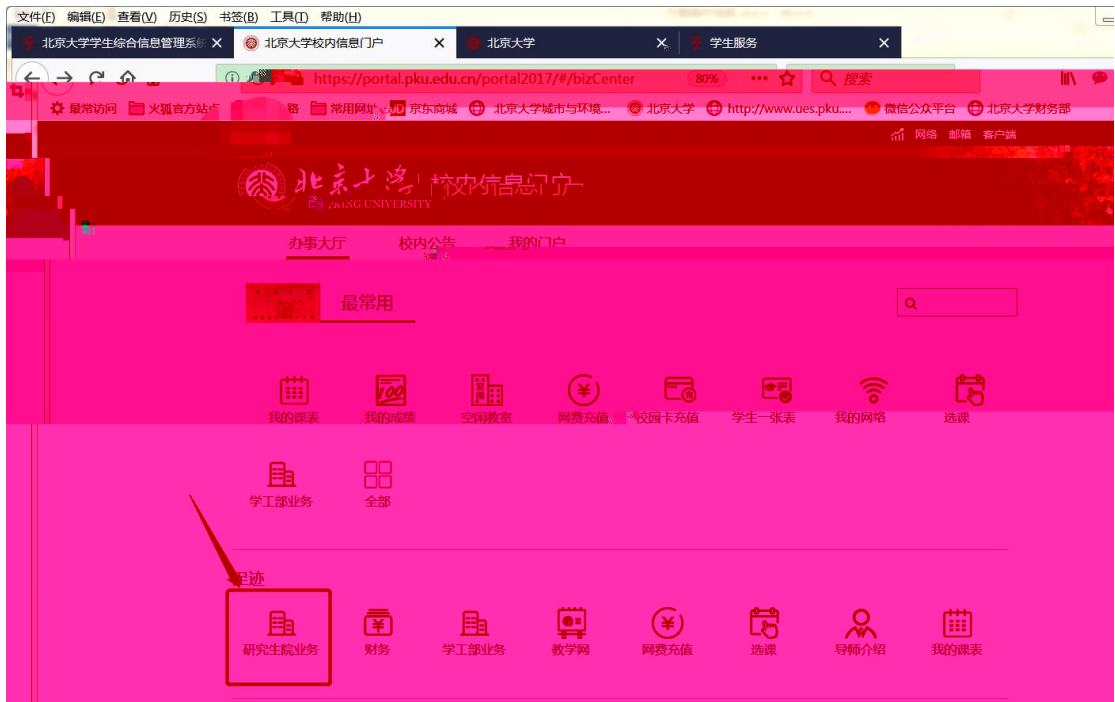 文件(F) 编辑(E) 查看(V) 历史(S) 书签(B) 工具(T) 帮助(H)
北京大学学生综合信息管理系统 北京大学校内信息门户 北京大学 学生服务
https://portal.pku.edu.cn/portal2017/#/bizCenter 80% 搜索
最常访问 火狐官方站点 常用网址 JD 京东商城 北京大学城市与环境... 北京大学 http://www.ues.pku.... 微信公众平台 北京大学财务部
网络 邮箱 客户端
北京大学 校内信息门户
PEKING UNIVERSITY
办事大厅 校内公告 我的门户
最常用
100
我的课表 我的成绩 空闲教室 网费充值 校园卡充值 学生一张表 我的网络 选课
学工部业务 全部
足迹
研究生院业务 财务 学工部业务 教学网 网费充值 选课 导师介绍 我的课表